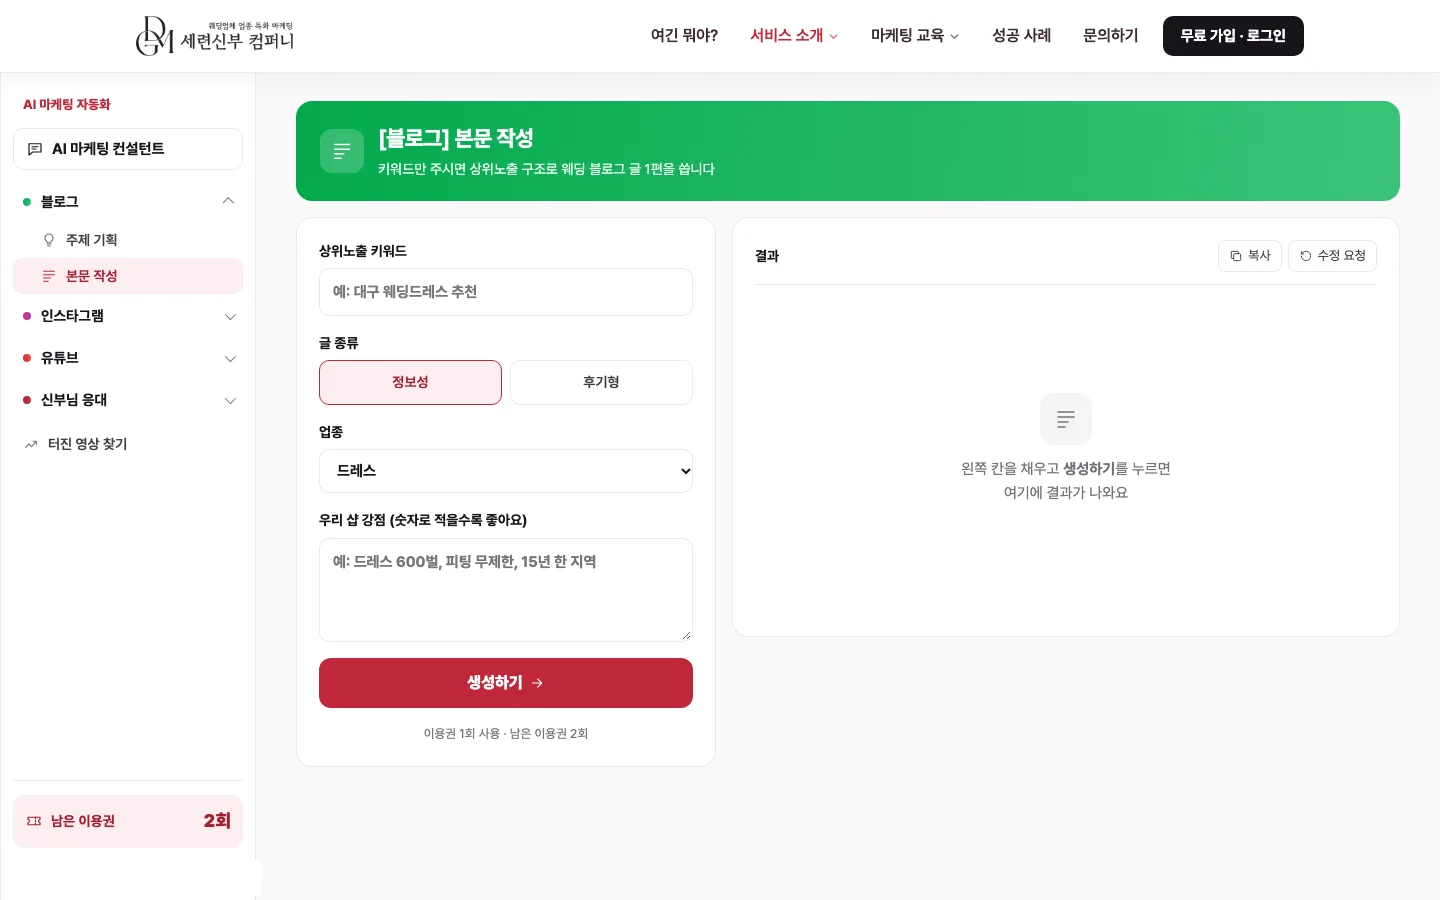 웨딩업체 업종 특화 마케팅
DGM 세련신부 컴퍼니
여긴 뭐야?
서비스 소개
마케팅 교육
성공 사례
문의하기
무료 가입 · 로그인
AI 마케팅 자동화
AI 마케팅 컨설턴트
블로그
주제 기획
본문 작성
인스타그램
유튜브
신부님 응대
터진 영상 찾기
남은 이용권
2회
[블로그] 본문 작성
키워드만 주시면 상위노출 구조로 웨딩 블로그 글 1편을 씁니다
상위노출 키워드
예: 대구 웨딩드레스 추천
글 종류
정보성
후기형
업종
드레스
우리 샵 강점 (숫자로 적을수록 좋아요)
예: 드레스 600벌, 피팅 무제한, 15년 한 지역
생성하기 →
이용권 1회 사용 · 남은 이용권 2회
결과
복사
수정 요청
왼쪽 칸을 채우고 생성하기를 누르면
여기에 결과가 나와요